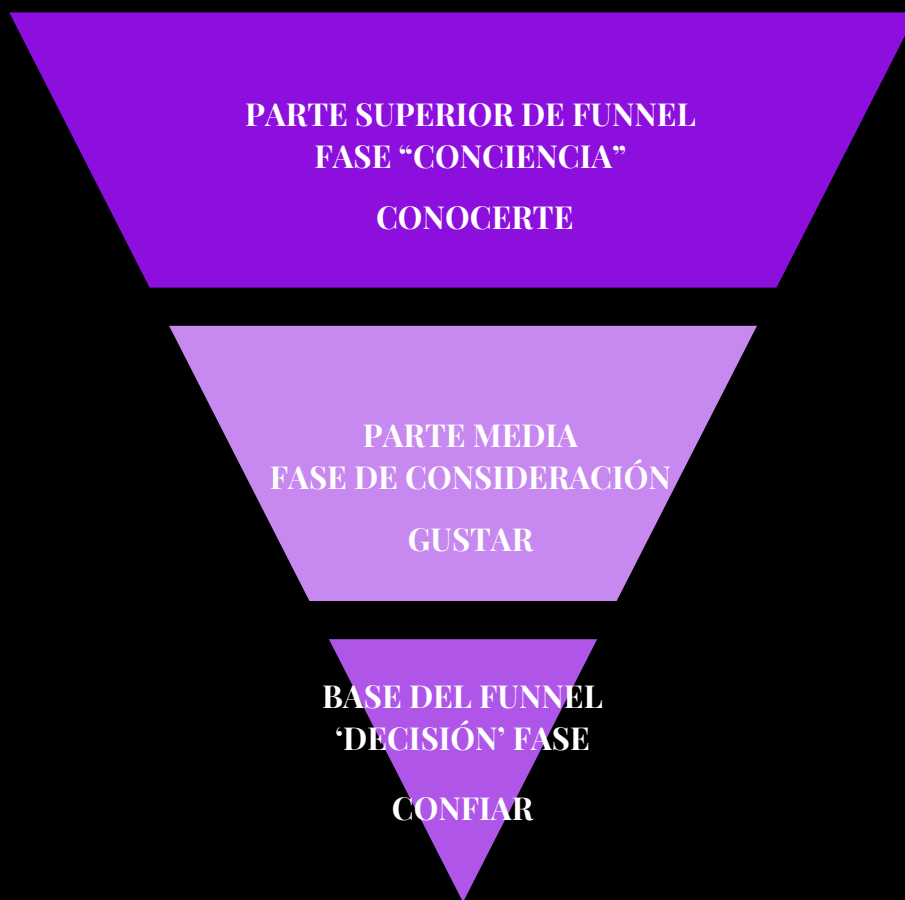 PARTE SUPERIOR DE FUNNEL
FASE “CONCIENCIA”
CONOCERTE
PARTE MEDIA
FASE DE CONSIDERACIÓN
GUSTAR
BASE DEL FUNNEL
‘DECISIÓN’ FASE
CONFIAR